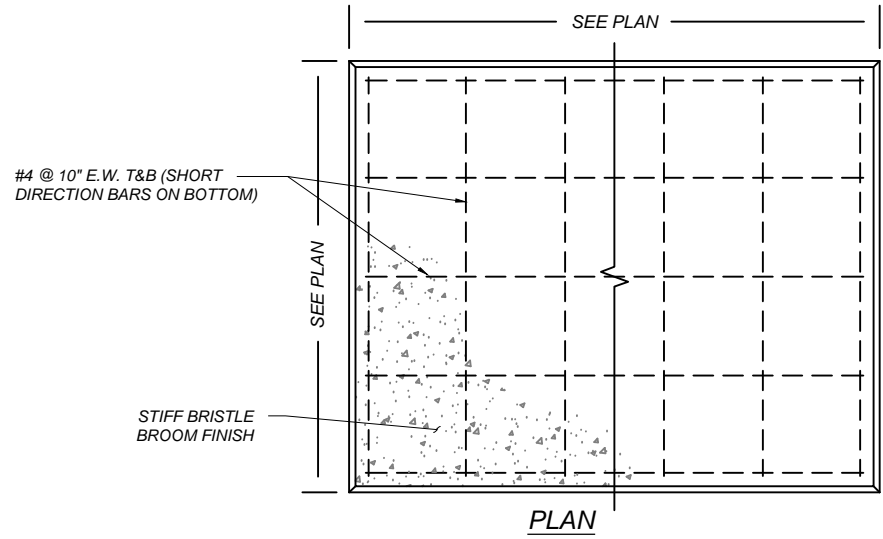 SEE PLAN
#4 @ 10" E.W. T&B (SHORT
DIRECTION BARS ON BOTTOM)
SEE PLAN
STIFF BRISTLE
BROOM FINISH
PLAN